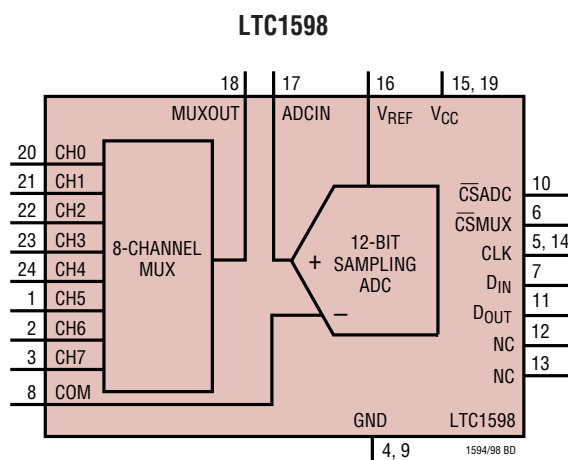 LTC1598
18 17 16 15, 19
MUXOUT ADCIN VREF VCC
20 CH0
21 CH1
22 CH2
23 CH3
24 CH4
1 CH5
2 CH6
3 CH7
8 COM
8-CHANNEL
MUX
+
12-BIT
SAMPLING
ADC
–
C̅S̅ADC 10
C̅S̅MUX 6
CLK 5, 14
DIN 7
DOUT 11
NC 12
NC 13
GND LTC1598
4, 9 1594/98 BD